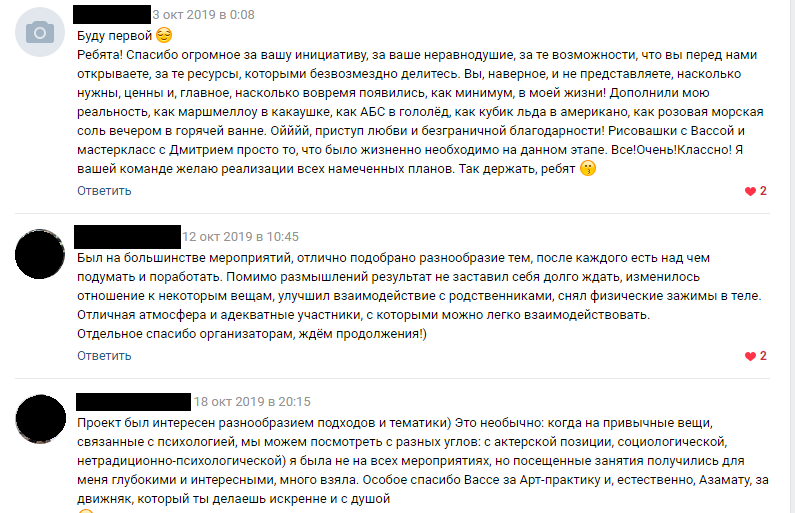 3 окт 2019 в 0:08
Буду первой
Ребята! Спасибо огромное за вашу инициативу, за ваше неравнодушие, за те возможности, что вы перед нами
открываете, за те ресурсы, которыми безвозмездно делитесь. Вы, наверное, и не представляете, насколько
нужны, ценны и, главное, насколько вовремя появились, как минимум, в моей жизни! Дополнили мою
реальность, как маршмеллоу в какаушке, как АБС в гололёд, как кубик льда в американо, как розовая морская
соль вечером в горячей ванне. Ойййй, приступ любви и безграничной благодарности! Рисовашки с Вассой и
мастеркласс с Дмитрием просто то, что было жизненно необходимо на данном этапе. Все!Очень!Классно! Я
вашей команде желаю реализации всех намеченных планов. Так держать, ребят
Ответить
2
12 окт 2019 в 10:45
Был на большинстве мероприятий, отлично подобрано разнообразие тем, после каждого есть над чем
подумать и поработать. Помимо размышлений результат не заставил себя долго ждать, изменилось
отношение к некоторым вещам, улучшил взаимодействие с родственниками, снял физические зажимы в теле.
Отличная атмосфера и адекватные участники, с которыми можно легко взаимодействовать.
Отдельное спасибо организаторам, ждём продолжения!)
Ответить
2
18 окт 2019 в 20:15
Проект был интересен разнообразием подходов и тематики) Это необычно: когда на привычные вещи,
связанные с психологией, мы можем посмотреть с разных углов: с актерской позиции, социологической,
нетрадиционно-психологической) я была не на всех мероприятиях, но посещенные занятия получились для
меня глубокими и интересными, много взяла. Особое спасибо Вассе за Арт-практику и, естественно, Азамату, за
движняк, который ты делаешь искренне и с душой